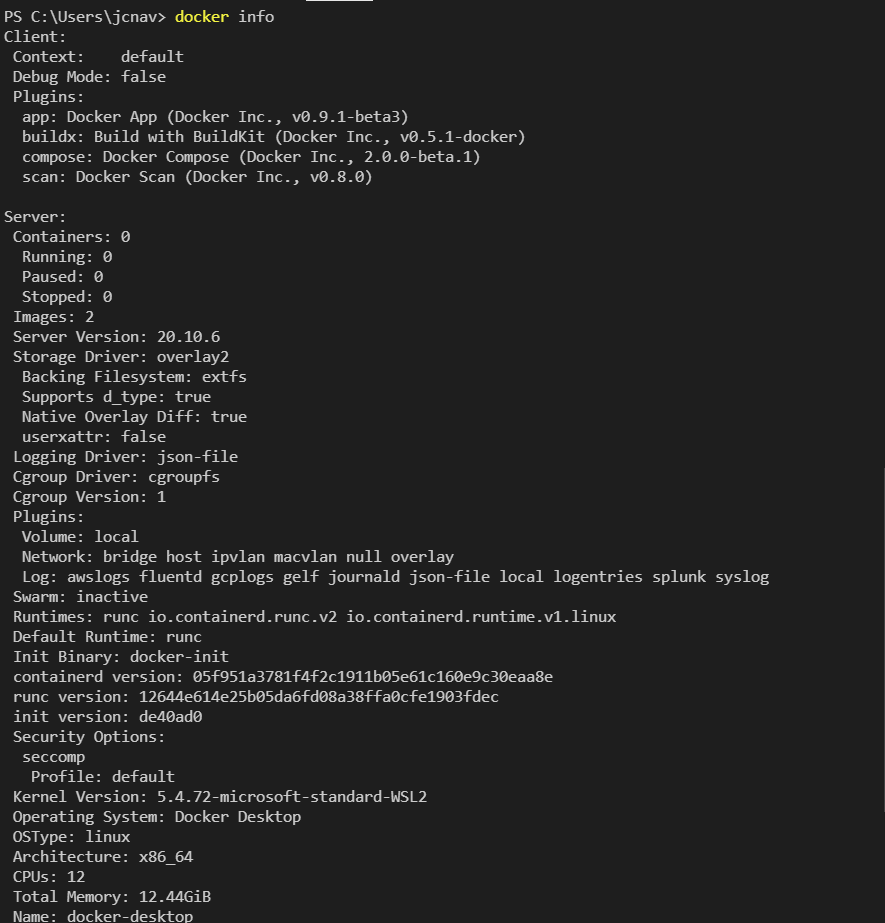 PS C:\Users\jcnav> docker info
Client:
 Context:    default
 Debug Mode: false
 Plugins:
  app: Docker App (Docker Inc., v0.9.1-beta3)
  buildx: Build with BuildKit (Docker Inc., v0.5.1-docker)
  compose: Docker Compose (Docker Inc., 2.0.0-beta.1)
  scan: Docker Scan (Docker Inc., v0.8.0)

Server:
 Containers: 0
  Running: 0
  Paused: 0
  Stopped: 0
 Images: 2
 Server Version: 20.10.6
 Storage Driver: overlay2
  Backing Filesystem: extfs
  Supports d_type: true
  Native Overlay Diff: true
  userxattr: false
 Logging Driver: json-file
 Cgroup Driver: cgroupfs
 Cgroup Version: 1
 Plugins:
  Volume: local
  Network: bridge host ipvlan macvlan null overlay
  Log: awslogs fluentd gcplogs gelf journald json-file local logentries splunk syslog
 Swarm: inactive
 Runtimes: runc io.containerd.runc.v2 io.containerd.runtime.v1.linux
 Default Runtime: runc
 Init Binary: docker-init
 containerd version: 05f951a3781f4f2c1911b05e61c160e9c30eaa8e
 runc version: 12644e614e25b05da6fd08a38ffa0cfe1903fdec
 init version: de40ad0
 Security Options:
  seccomp
   Profile: default
 Kernel Version: 5.4.72-microsoft-standard-WSL2
 Operating System: Docker Desktop
 OSType: linux
 Architecture: x86_64
 CPUs: 12
 Total Memory: 12.44GiB
 Name: docker-desktop